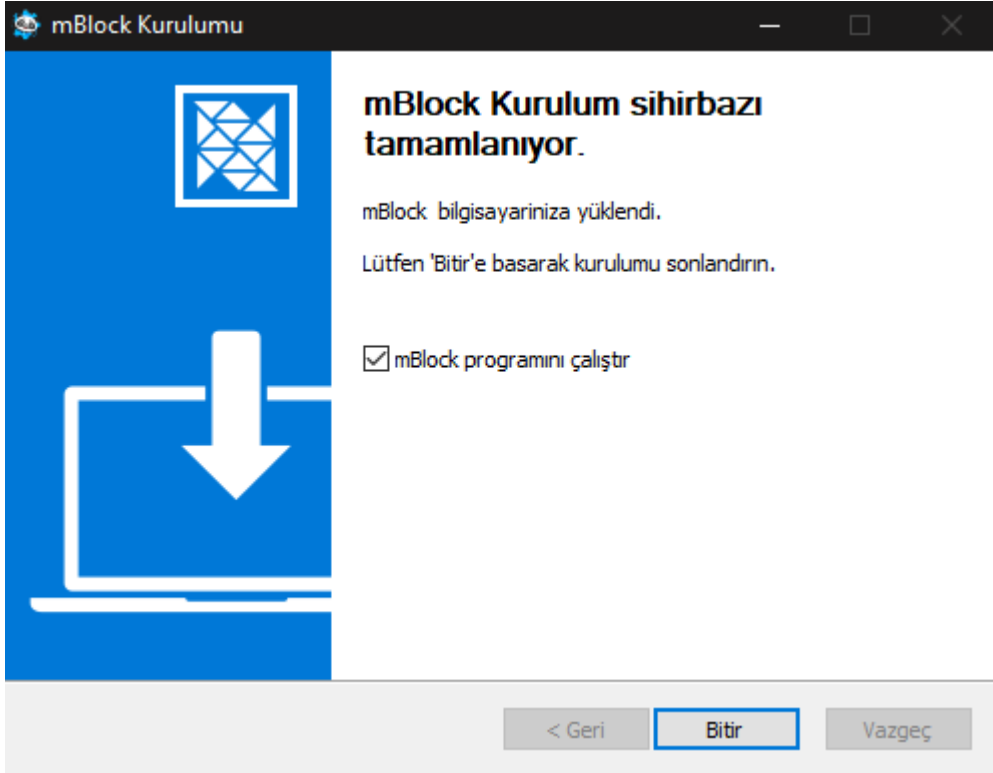 mBlock Kurulumu
mBlock Kurulum sihirbazı
tamamlanıyor.
mBlock  bilgisayariniza yüklendi.
Lütfen 'Bitir'e basarak kurulumu sonlandırın.
mBlock programını çalıştır
< Geri
Bitir
Vazgeç